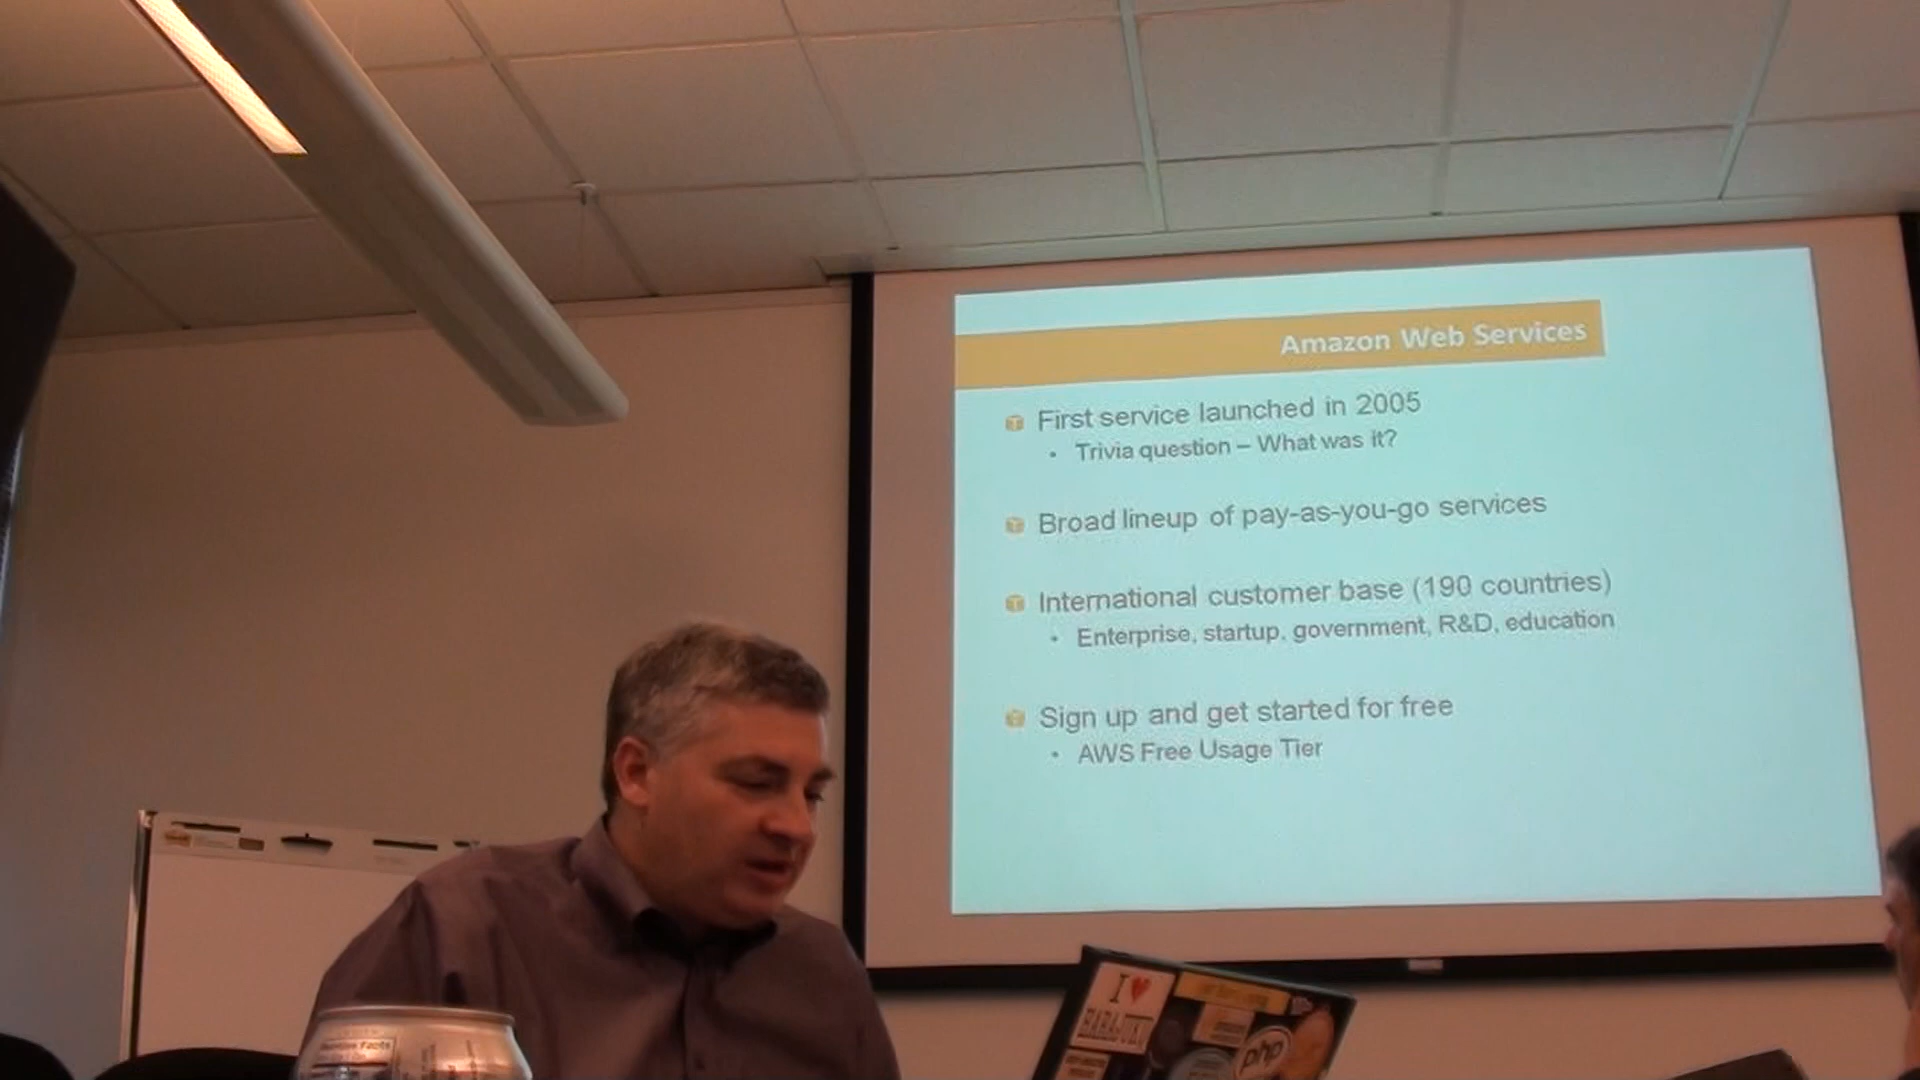 Amazon Web Services
First service launched in 2005
• Trivia question – What was it?
Broad lineup of pay-as-you-go services
International customer base (190 countries)
• Enterprise, startup, government, R&D, education
Sign up and get started for free
• AWS Free Usage Tier
I ♥
HARAJUKU
php
Nutrition Facts